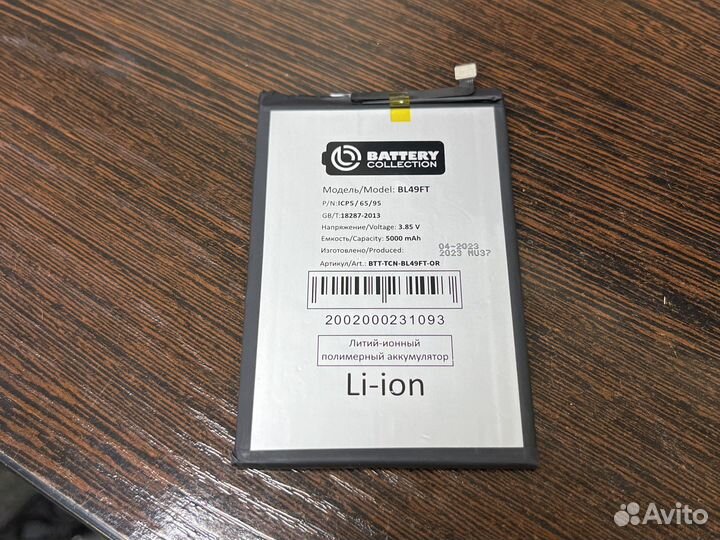 BATTERY
COLLECTION
Модель/Model: BL49FT
P/N:ICP5/65/95
GB/T:18287-2013
Напряжение/Voltage: 3.85 V
Емкость/Capacity: 5000 mAh
Изготовлено/Produced: 04-2023
2023 MU37
Артикул/Art.: BTT-TCN-BL49FT-OR
2002000231093
Литий-ионный
полимерный аккумулятор
Li-ion
Avito